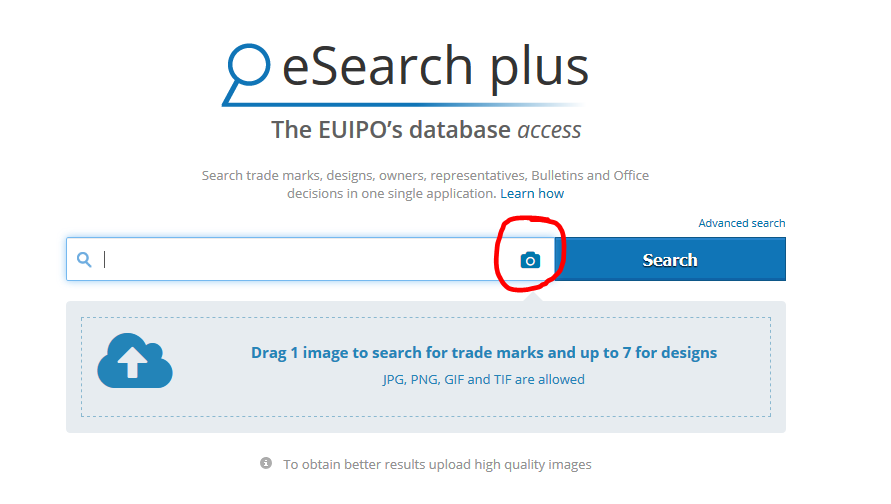 eSearch plus
The EUIPO's database access
Search trade marks, designs, owners, representatives, Bulletins and Office
decisions in one single application. Learn how
Advanced search
Search
Drag 1 image to search for trade marks and up to 7 for designs
JPG, PNG, GIF and TIF are allowed
To obtain better results upload high quality images